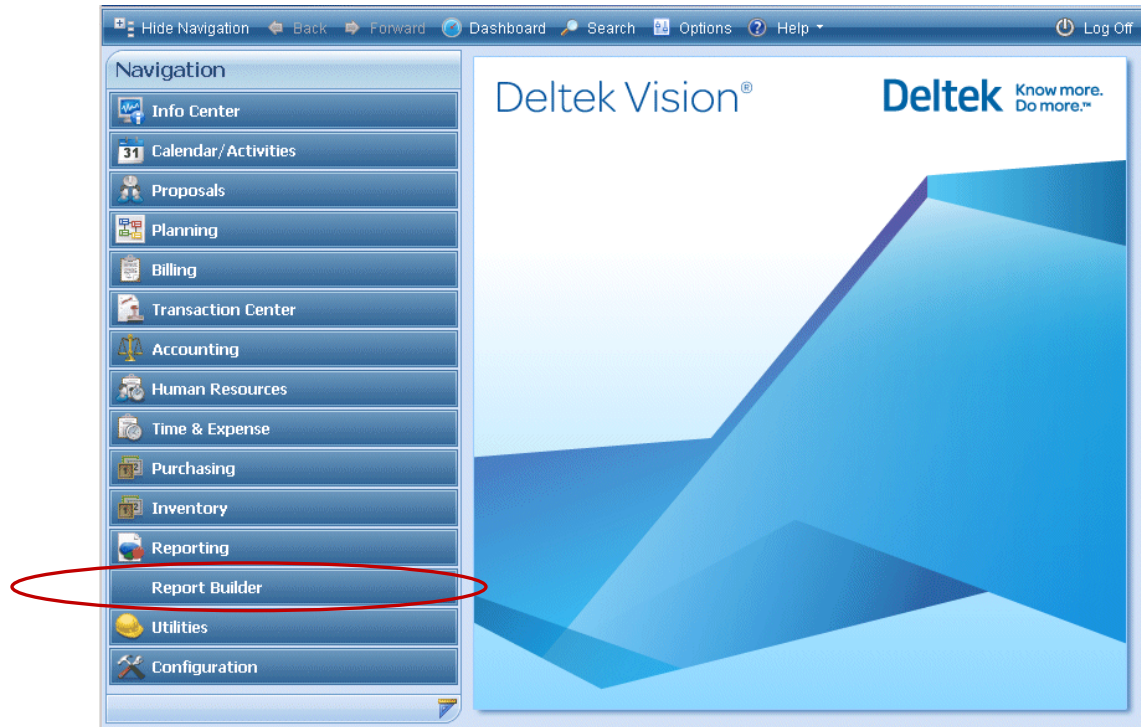 Hide Navigation Back Forward Dashboard Search Options Help Log Off
Navigation
Info Center
31 Calendar/Activities
Proposals
Planning
Billing
Transaction Center
Accounting
Human Resources
Time & Expense
Purchasing
Inventory
Reporting
Report Builder
Utilities
Configuration
Deltek Vision®
Deltek Know more.
Do more.™